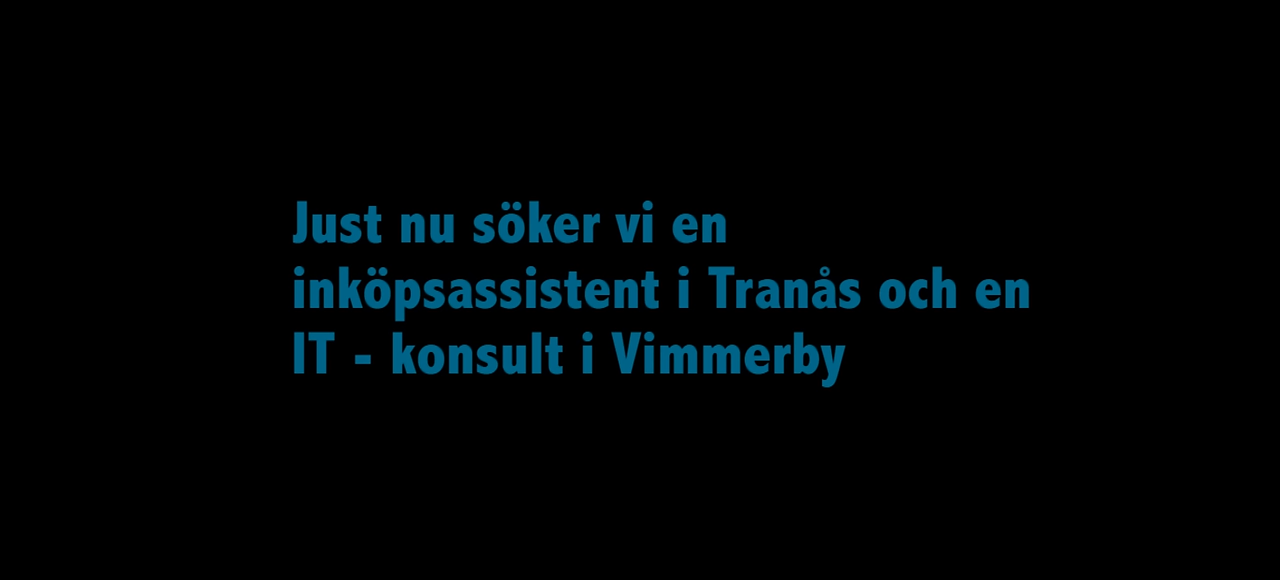 Just nu söker vi en
inköpsassistent i Tranås och en
IT - konsult i Vimmerby